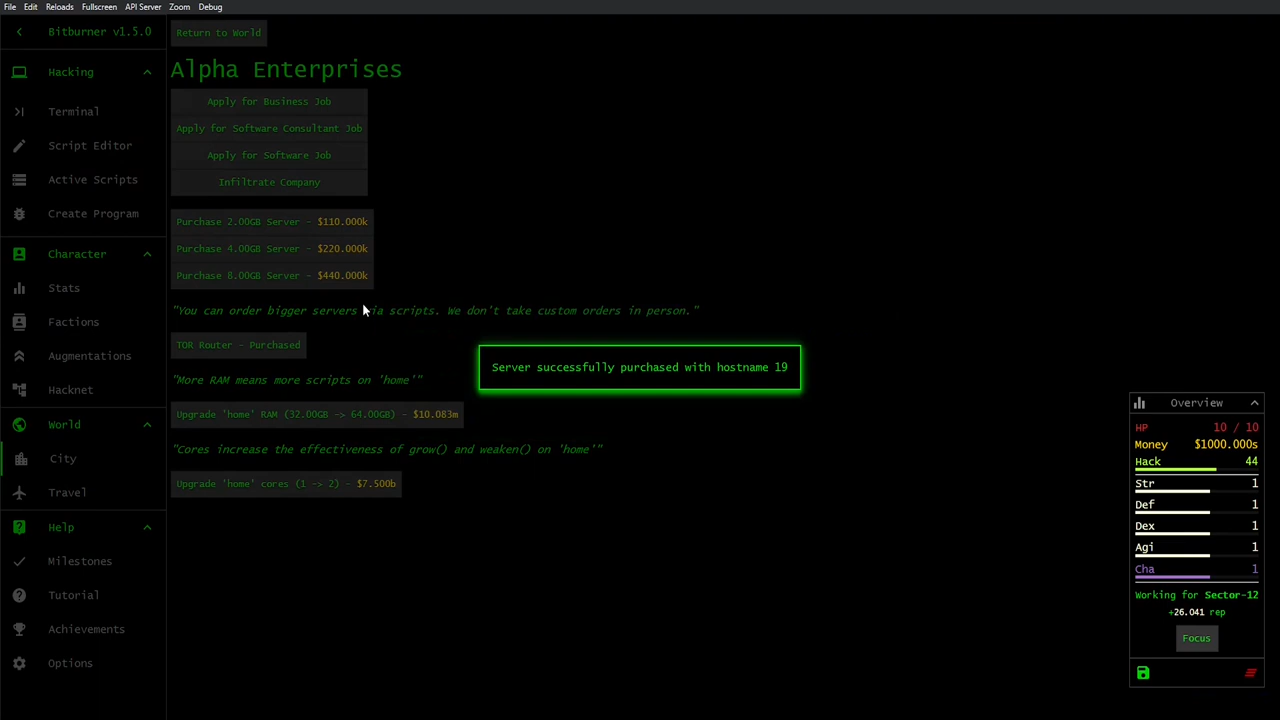 File Edit Reloads Fullscreen API Server Zoom Debug
Bitburner v1.5.0
Hacking
Terminal
Script Editor
Active Scripts
Create Program
Character
Stats
Factions
Augmentations
Hacknet
World
City
Travel
Help
Milestones
Tutorial
Achievements
Options
Return to World
Alpha Enterprises
Apply for Business Job
Apply for Software Consultant Job
Apply for Software Job
Infiltrate Company
Purchase 2.00GB Server - $110.000k
Purchase 4.00GB Server - $220.000k
Purchase 8.00GB Server - $440.000k
"You can order bigger servers via scripts. We don't take custom orders in person."
TOR Router - Purchased
"More RAM means more scripts on 'home'"
Upgrade 'home' RAM (32.00GB -> 64.00GB) - $10.083m
"Cores increase the effectiveness of grow() and weaken() on 'home'"
Upgrade 'home' cores (1 -> 2) - $7.500b
Server successfully purchased with hostname 19
Overview
HP 10 / 10
Money $1000.000s
Hack 44
Str 1
Def 1
Dex 1
Agi 1
Cha 1
Working for Sector-12
+26.041 rep
Focus